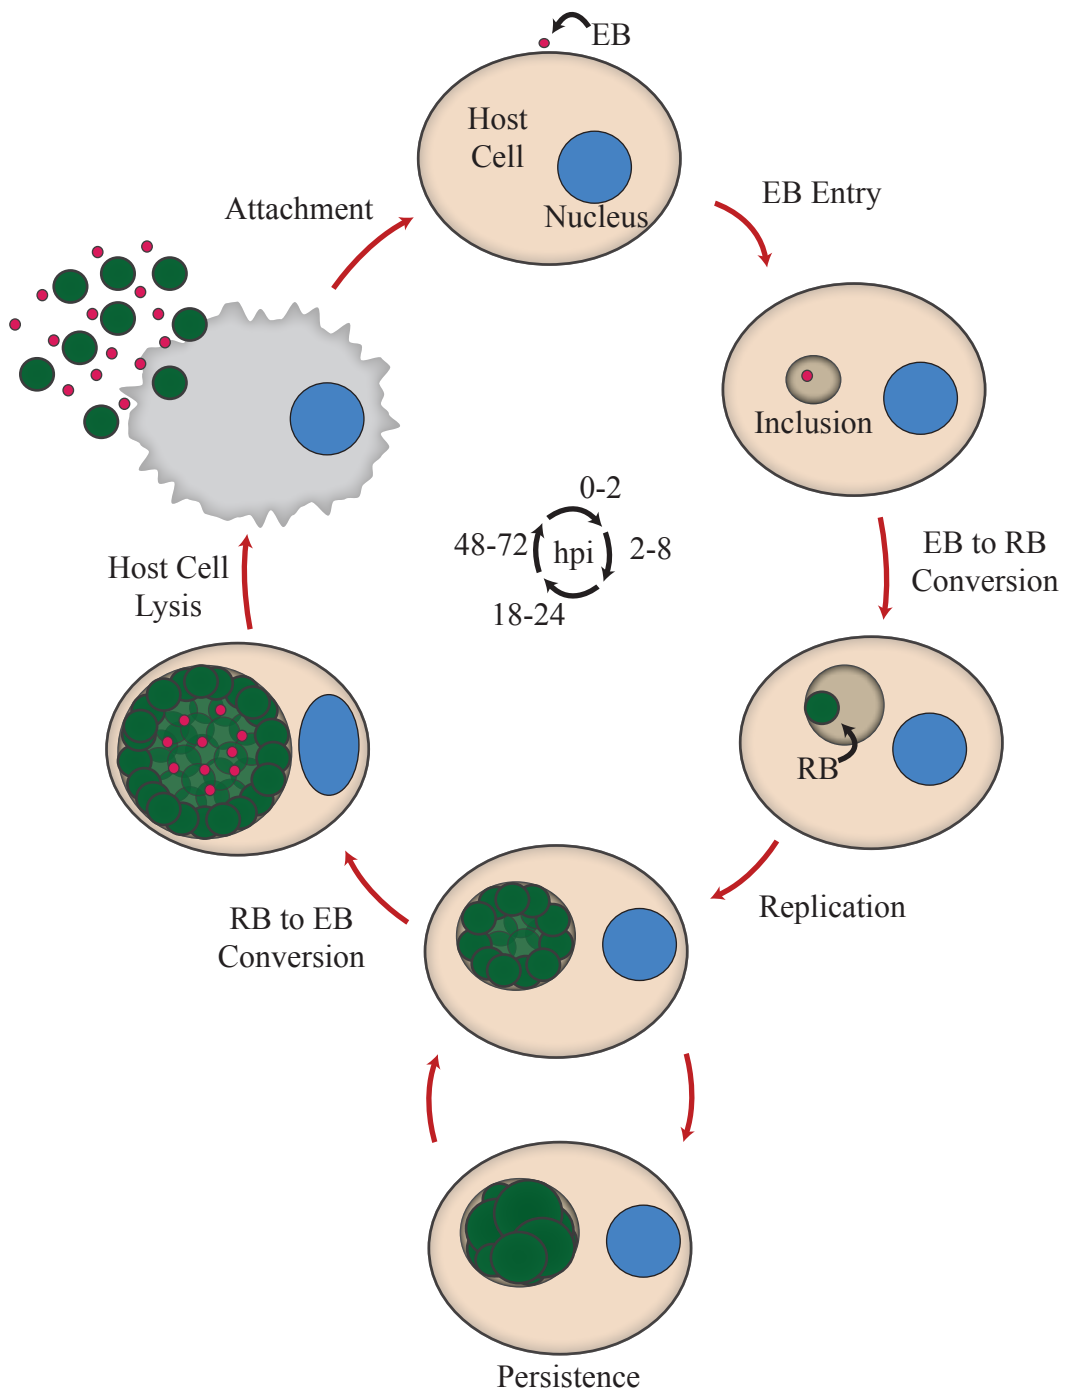 EB
Host
Cell
Nucleus
Attachment
EB Entry
Inclusion
0-2
48-72
hpi
2-8
18-24
EB to RB
Conversion
Host Cell
Lysis
RB
Replication
RB to EB
Conversion
Persistence